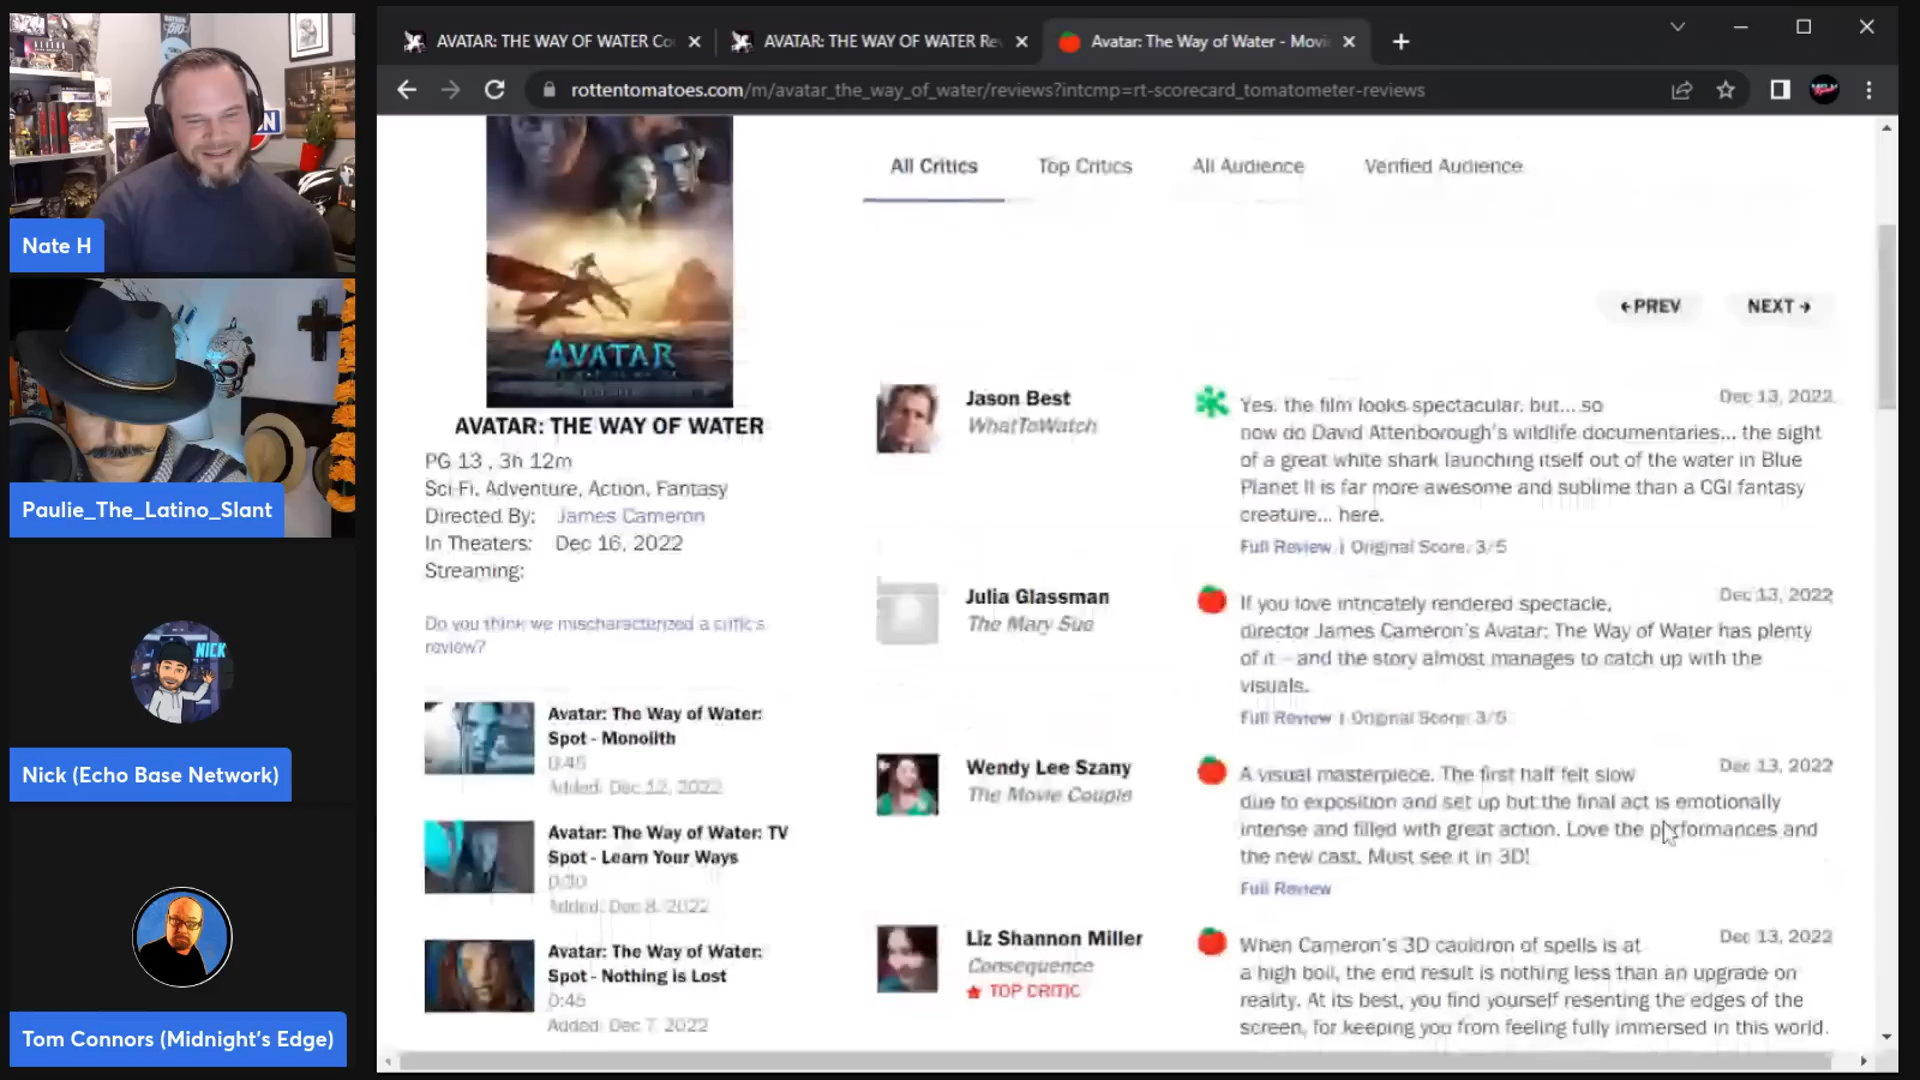 Nate H
Paulie_The_Latino_Slant
NICK
Nick (Echo Base Network)
Tom Connors (Midnight's Edge)
AVATAR: THE WAY OF WATER Co
AVATAR: THE WAY OF WATER Re
Avatar: The Way of Water - Movi
rottentomatoes.com/m/avatar_the_way_of_water/reviews?intcmp=rt-scorecard_tomatometer-reviews
AVATAR
AVATAR: THE WAY OF WATER
PG 13 , 3h 12m
Sci-Fi, Adventure, Action, Fantasy
Directed By: James Cameron
In Theaters: Dec 16, 2022
Streaming:
Do you think we mischaracterized a critic's
review?
Avatar: The Way of Water:
Spot - Monolith
0:45
Added: Dec 12, 2022
Avatar: The Way of Water: TV
Spot - Learn Your Ways
0:30
Added: Dec 8, 2022
Avatar: The Way of Water:
Spot - Nothing is Lost
0:45
Added: Dec 7, 2022
All Critics
Top Critics
All Audience
Verified Audience
PREV
NEXT
Jason Best
WhatToWatch
Dec 13, 2022
Yes, the film looks spectacular, but... so
now do David Attenborough's wildlife documentaries... the sight
of a great white shark launching itself out of the water in Blue
Planet II is far more awesome and sublime than a CGI fantasy
creature... here.
Full Review | Original Score: 3/5
Julia Glassman
The Mary Sue
Dec 13, 2022
If you love intricately rendered spectacle,
director James Cameron's Avatar: The Way of Water has plenty
of it – and the story almost manages to catch up with the
visuals.
Full Review | Original Score: 3/5
Wendy Lee Szany
The Movie Couple
Dec 13, 2022
A visual masterpiece. The first half felt slow
due to exposition and set up but the final act is emotionally
intense and filled with great action. Love the performances and
the new cast. Must see it in 3D!
Full Review
Liz Shannon Miller
Consequence
TOP CRITIC
Dec 13, 2022
When Cameron's 3D cauldron of spells is at
a high boil, the end result is nothing less than an upgrade on
reality. At its best, you find yourself resenting the edges of the
screen, for keeping you from feeling fully immersed in this world.